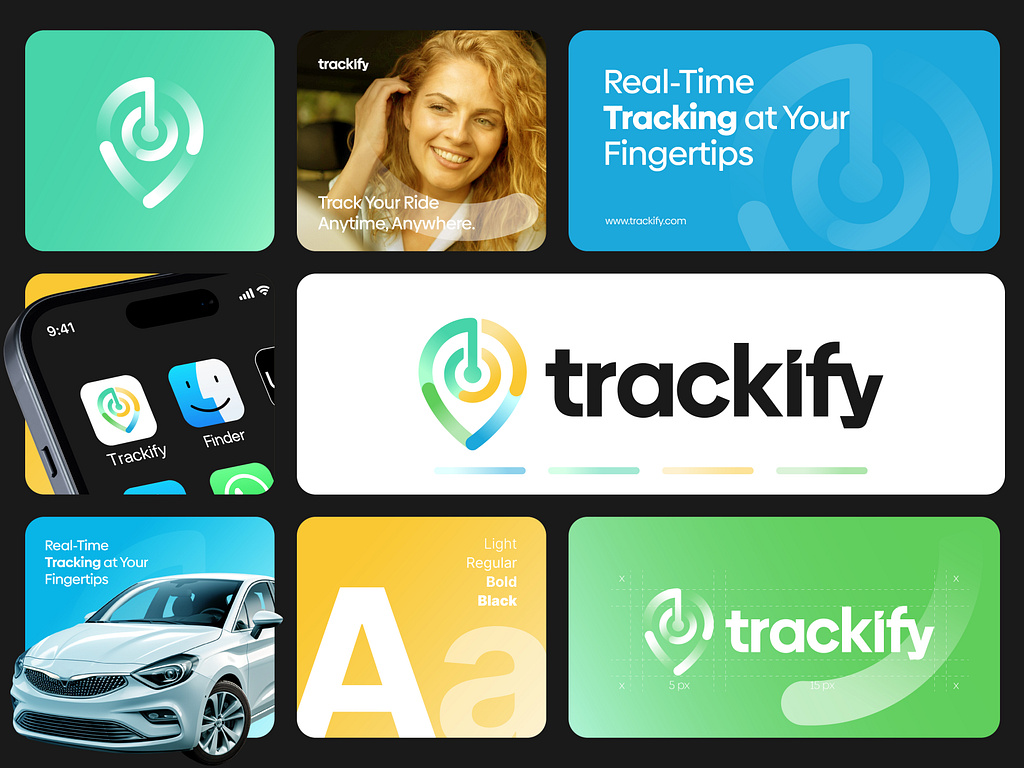 trackify
Track Your Ride
Anytime, Anywhere.
Real-Time
Tracking at Your
Fingertips
www.trackify.com
9:41
Trackify
Finder
trackify
Real-Time
Tracking at Your
Fingertips
Light
Regular
Bold
Black
Aa
x
x
trackify
x
5 px
15 px
x